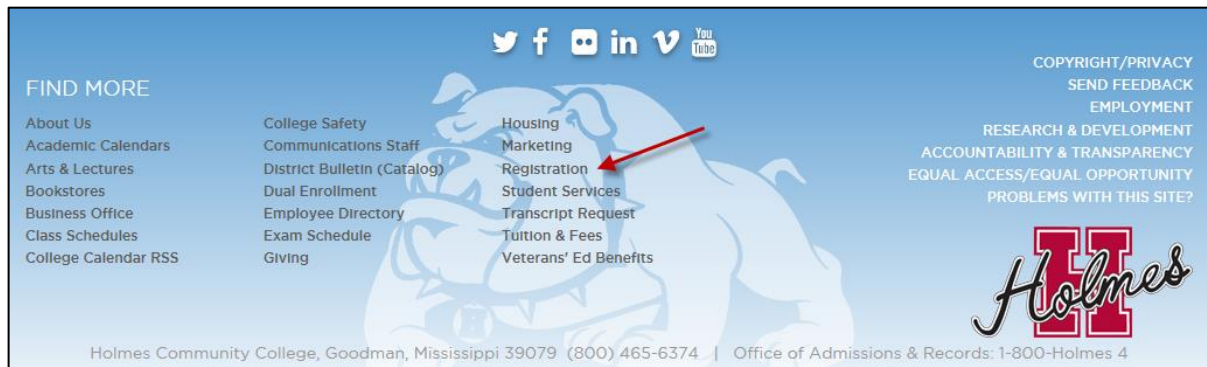 You
Tube
FIND MORE
About Us
Academic Calendars
Arts & Lectures
Bookstores
Business Office
Class Schedules
College Calendar RSS
College Safety
Communications Staff
District Bulletin (Catalog)
Dual Enrollment
Employee Directory
Exam Schedule
Giving
Housing
Marketing
Registration
Student Services
Transcript Request
Tuition & Fees
Veterans' Ed Benefits
COPYRIGHT/PRIVACY
SEND FEEDBACK
EMPLOYMENT
RESEARCH & DEVELOPMENT
ACCOUNTABILITY & TRANSPARENCY
EQUAL ACCESS/EQUAL OPPORTUNITY
PROBLEMS WITH THIS SITE?
H
Holmes
Holmes Community College, Goodman, Mississippi 39079 (800) 465-6374 | Office of Admissions & Records: 1-800-Holmes 4